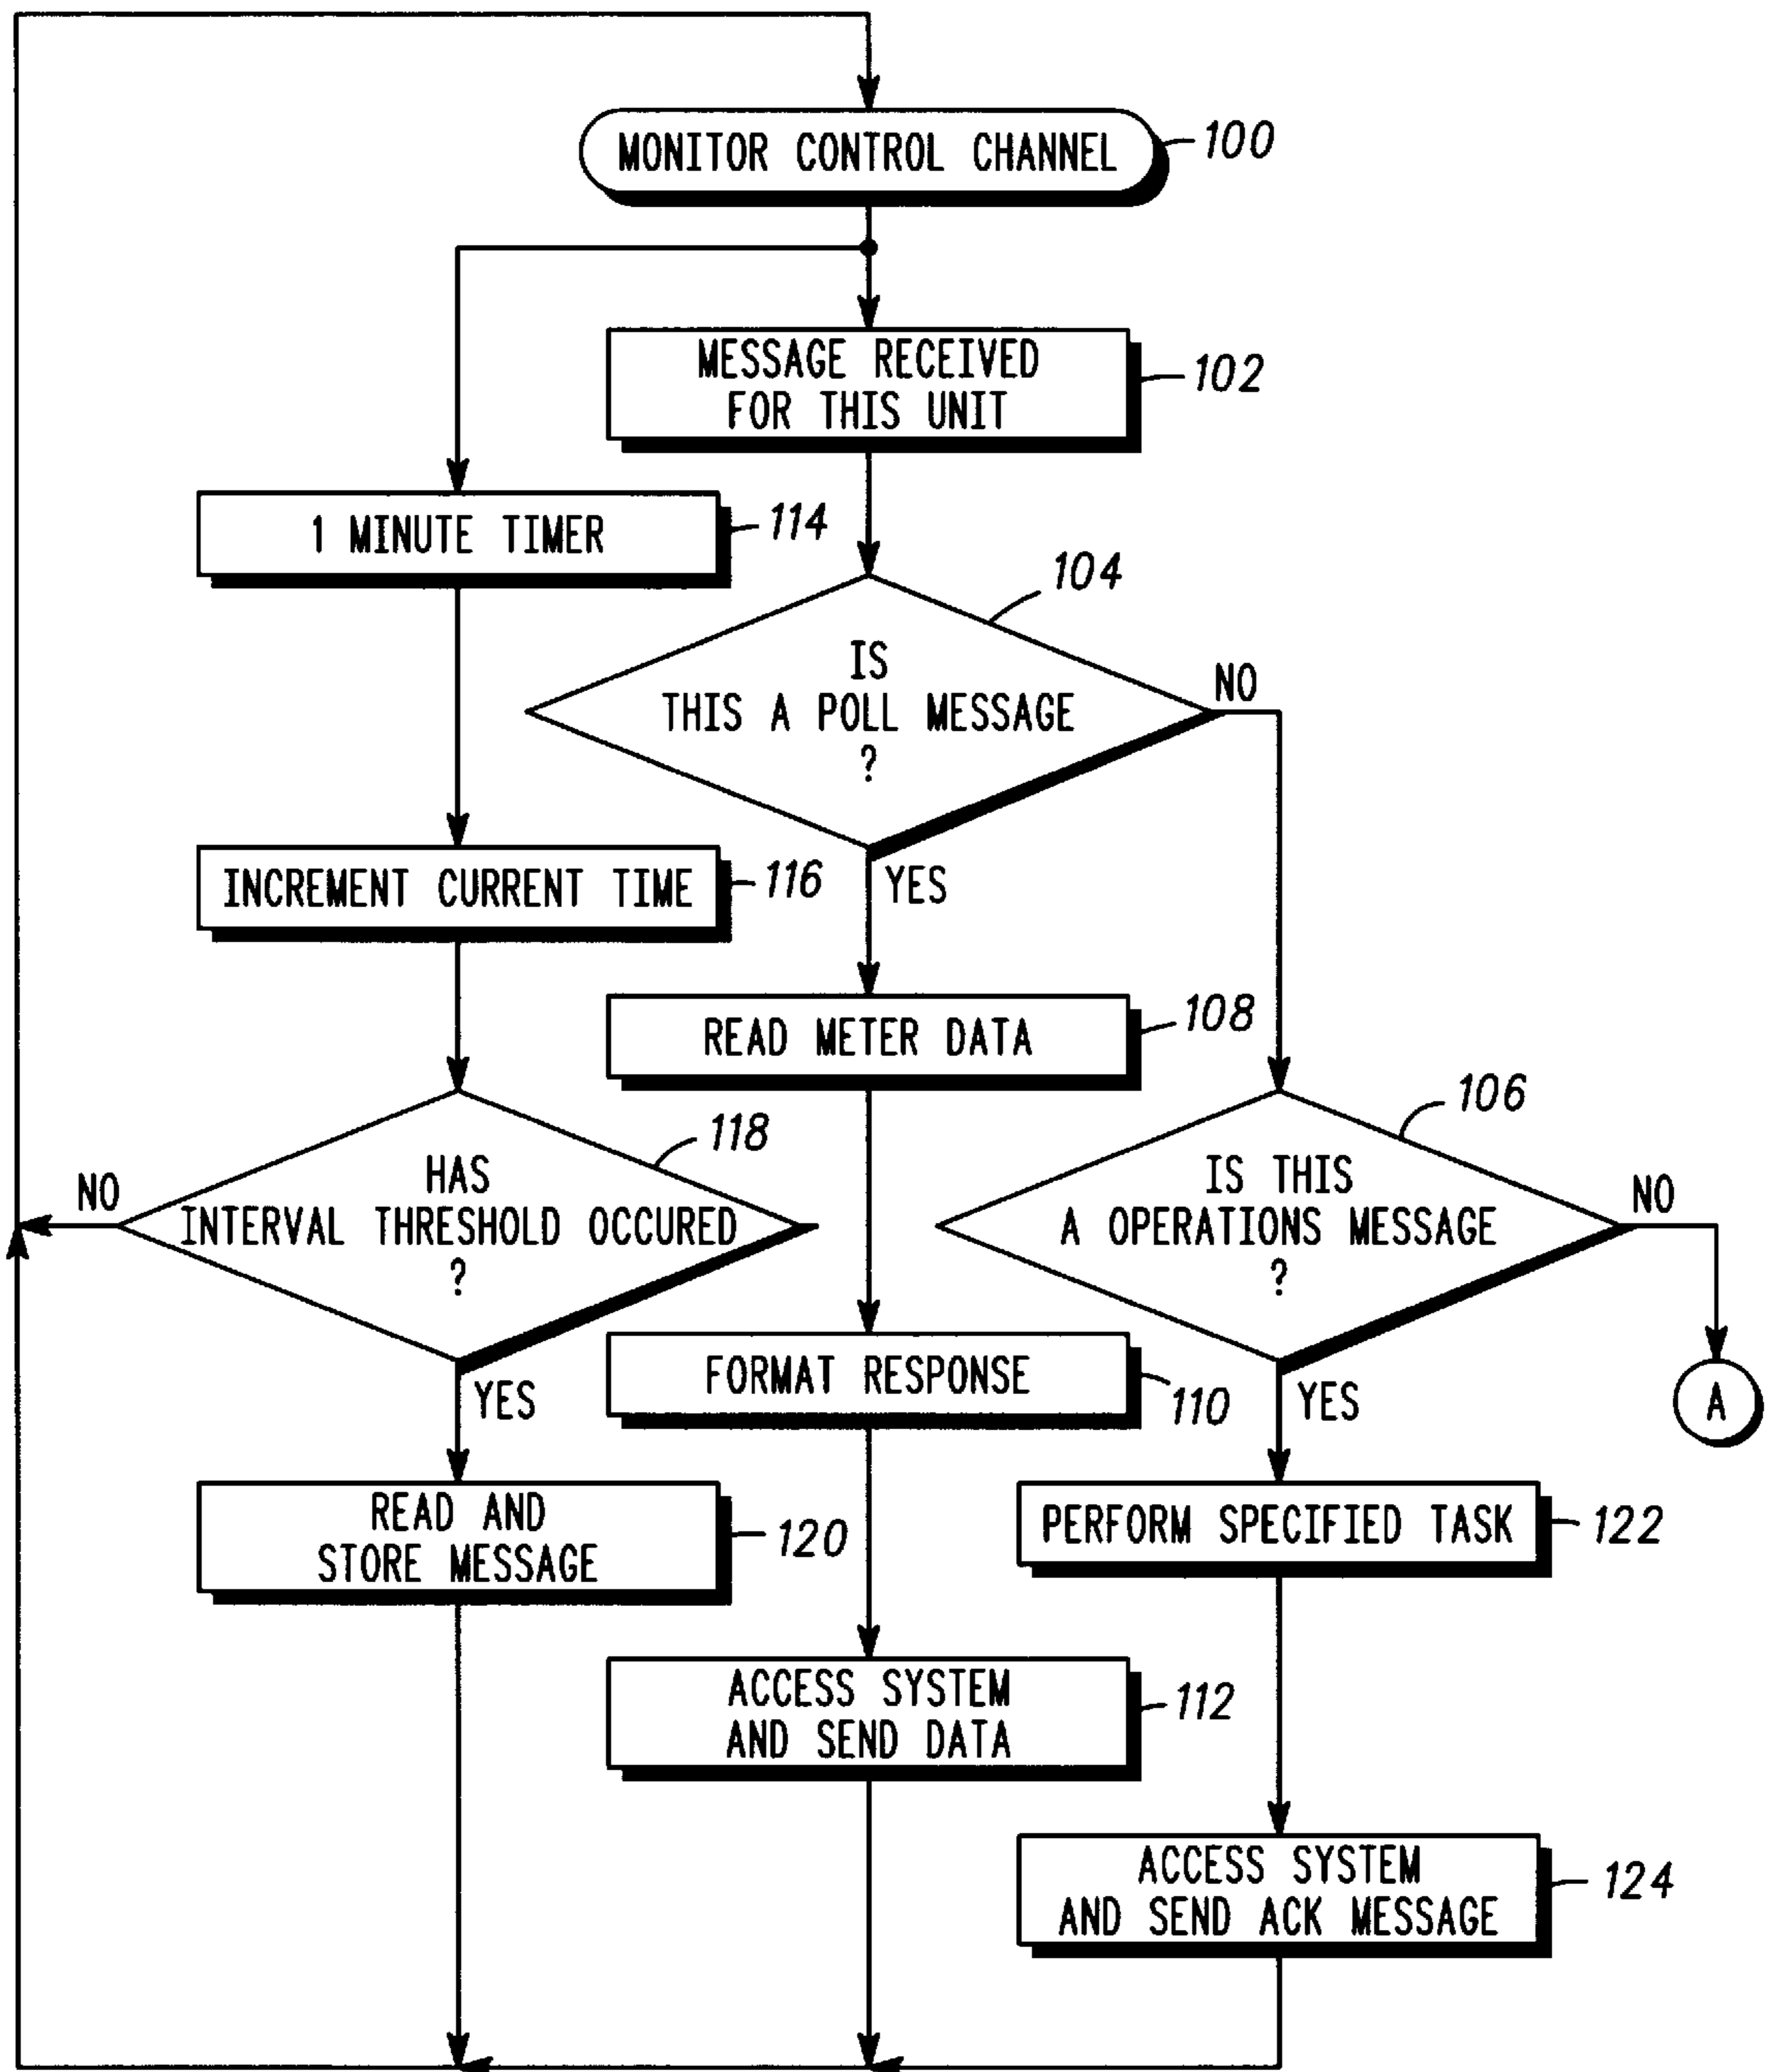 MONITOR CONTROL CHANNEL
100
MESSAGE RECEIVED
FOR THIS UNIT
102
1 MINUTE TIMER
114
104
IS
THIS A POLL MESSAGE
?
NO
YES
INCREMENT CURRENT TIME
116
READ METER DATA
108
118
HAS
INTERVAL THRESHOLD OCCURED
?
NO
YES
106
IS THIS
A OPERATIONS MESSAGE
?
NO
YES
A
FORMAT RESPONSE
110
READ AND
STORE MESSAGE
120
PERFORM SPECIFIED TASK
122
ACCESS SYSTEM
AND SEND DATA
112
ACCESS SYSTEM
AND SEND ACK MESSAGE
124